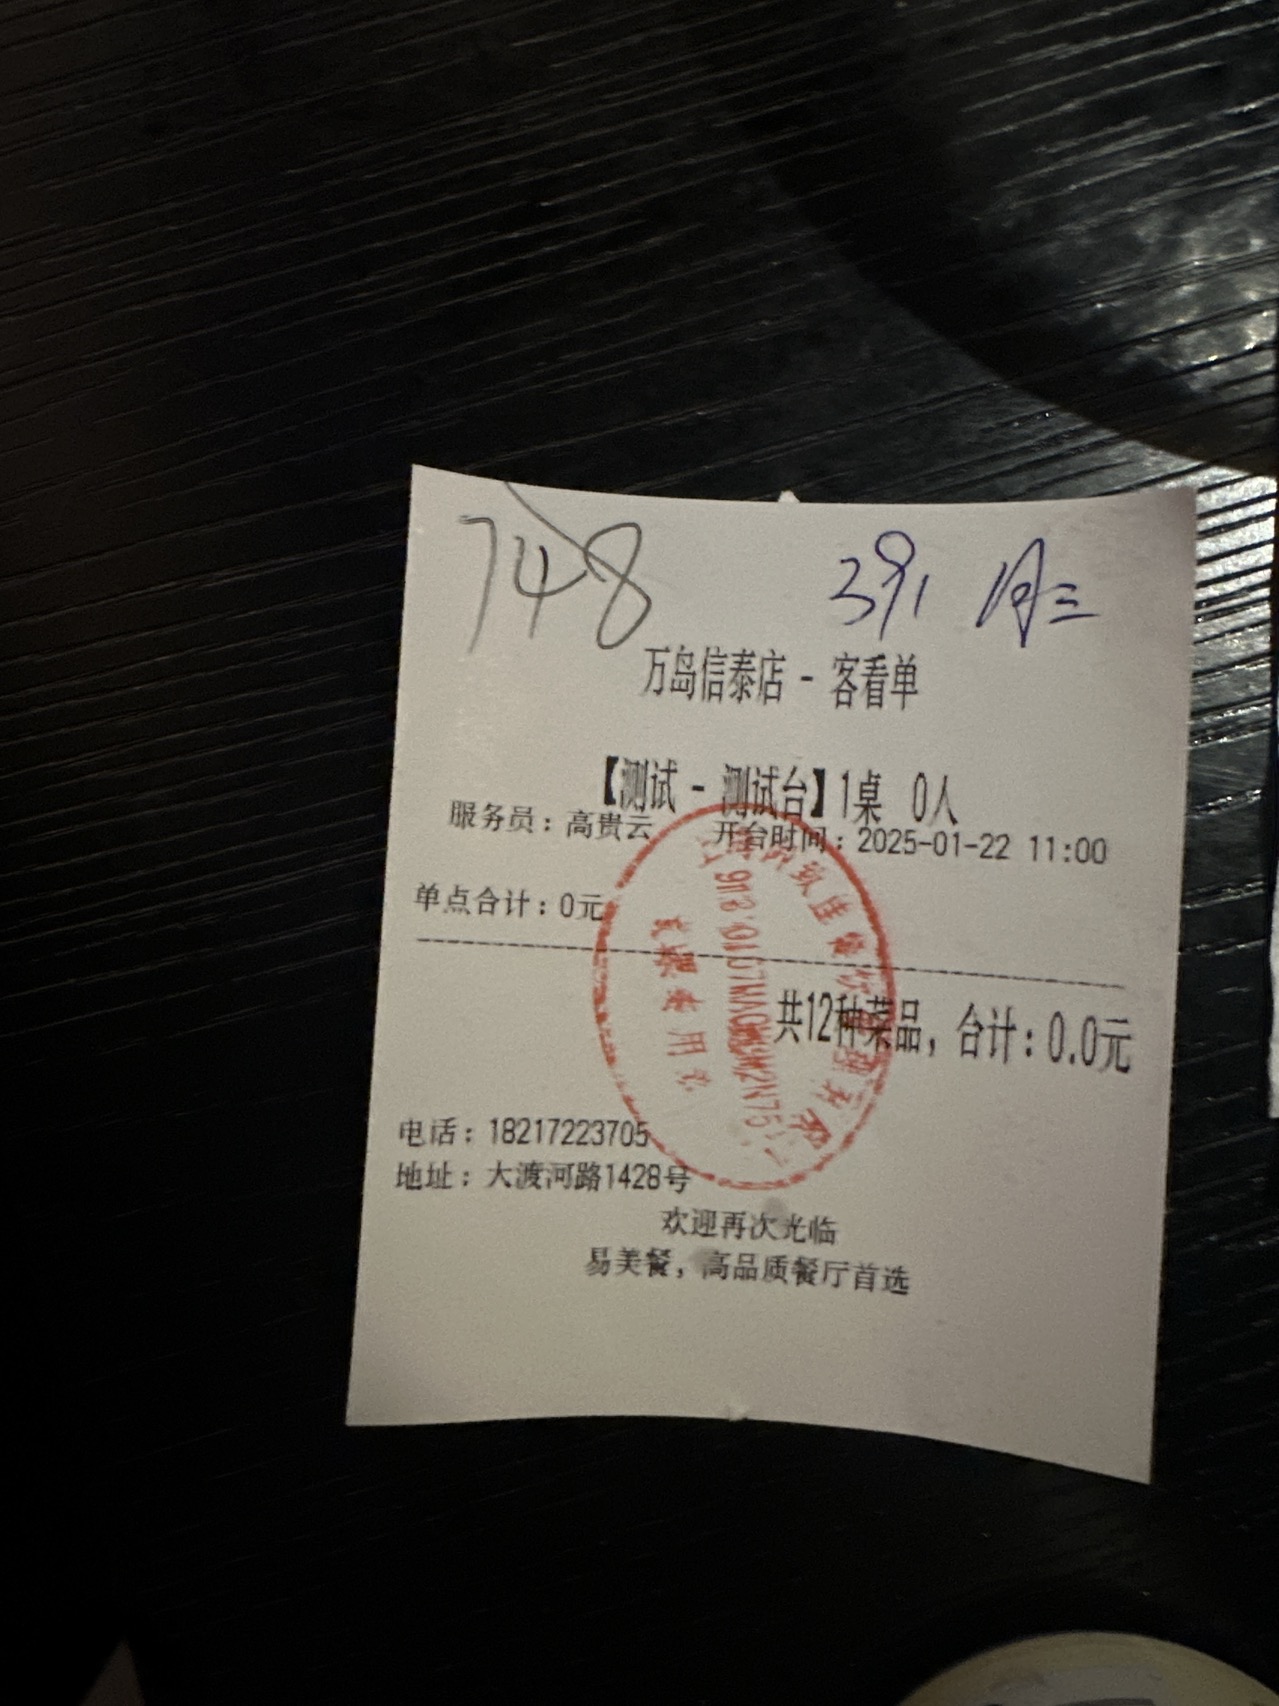 748
391
万岛信泰店 - 客看单
【测试 - 测试台】1桌 0人
服务员：高贵云 开台时间：2025-01-22 11:00
单点合计：0元
共12种菜品，合计：0.0元
电话：18217223705
地址：大渡河路1428号
欢迎再次光临
易美餐，高品质餐厅首选